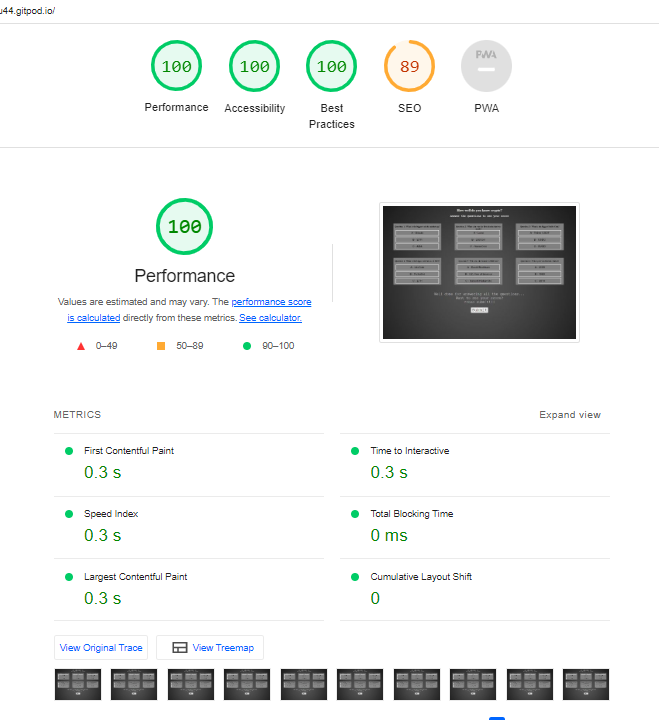 u44.gitpod.io/
100
100
100
89
PWA
Performance
Accessibility
Best
Practices
SEO
PWA
100
Performance
Values are estimated and may vary. The performance score
is calculated directly from these metrics. See calculator.
0–49
50–89
90–100
METRICS
Expand view
First Contentful Paint
0.3 s
Time to Interactive
0.3 s
Speed Index
0.3 s
Total Blocking Time
0 ms
Largest Contentful Paint
0.3 s
Cumulative Layout Shift
0
View Original Trace
View Treemap